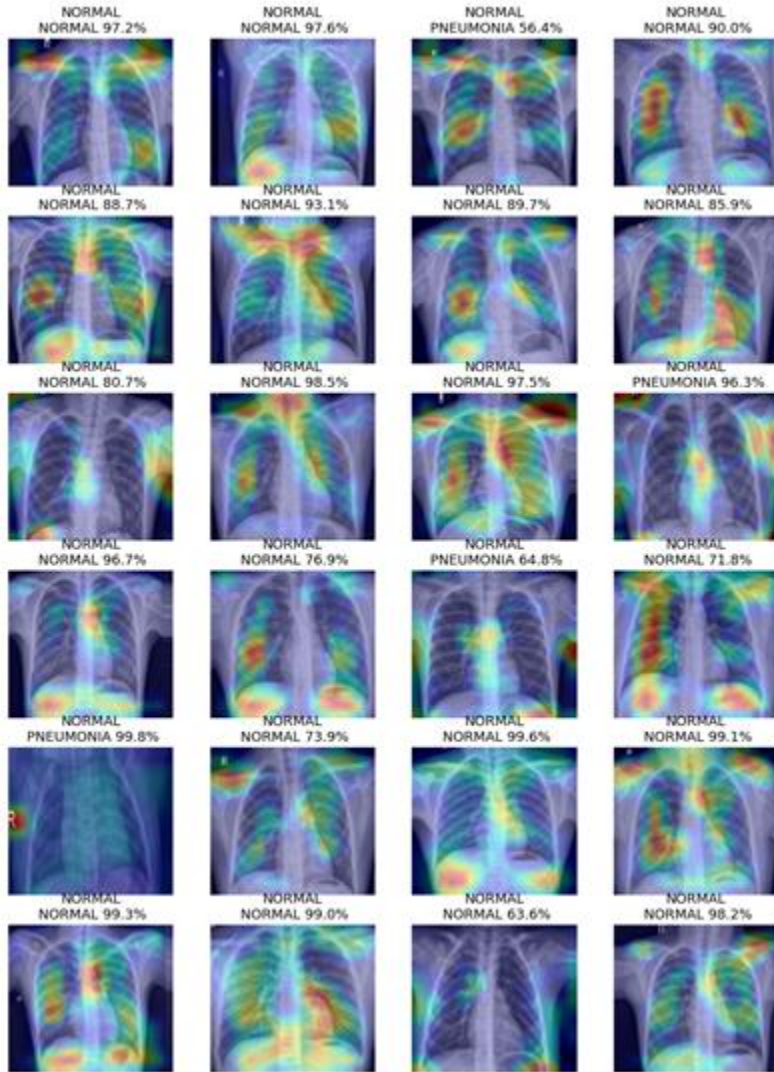 NORMAL NORMAL NORMAL NORMAL
NORMAL 97.2% NORMAL 97.6% PNEUMONIA 56.4% NORMAL 90.0%
NORMAL NORMAL NORMAL NORMAL
NORMAL 88.7% NORMAL 93.1% NORMAL 89.7% NORMAL 85.9%
NORMAL NORMAL NORMAL NORMAL
NORMAL 80.7% NORMAL 98.5% NORMAL 97.5% PNEUMONIA 96.3%
NORMAL NORMAL NORMAL NORMAL
NORMAL 96.7% NORMAL 76.9% PNEUMONIA 64.8% NORMAL 71.8%
NORMAL NORMAL NORMAL NORMAL
PNEUMONIA 99.8% NORMAL 73.9% NORMAL 99.6% NORMAL 99.1%
R
NORMAL NORMAL NORMAL NORMAL
NORMAL 99.3% NORMAL 99.0% NORMAL 63.6% NORMAL 98.2%